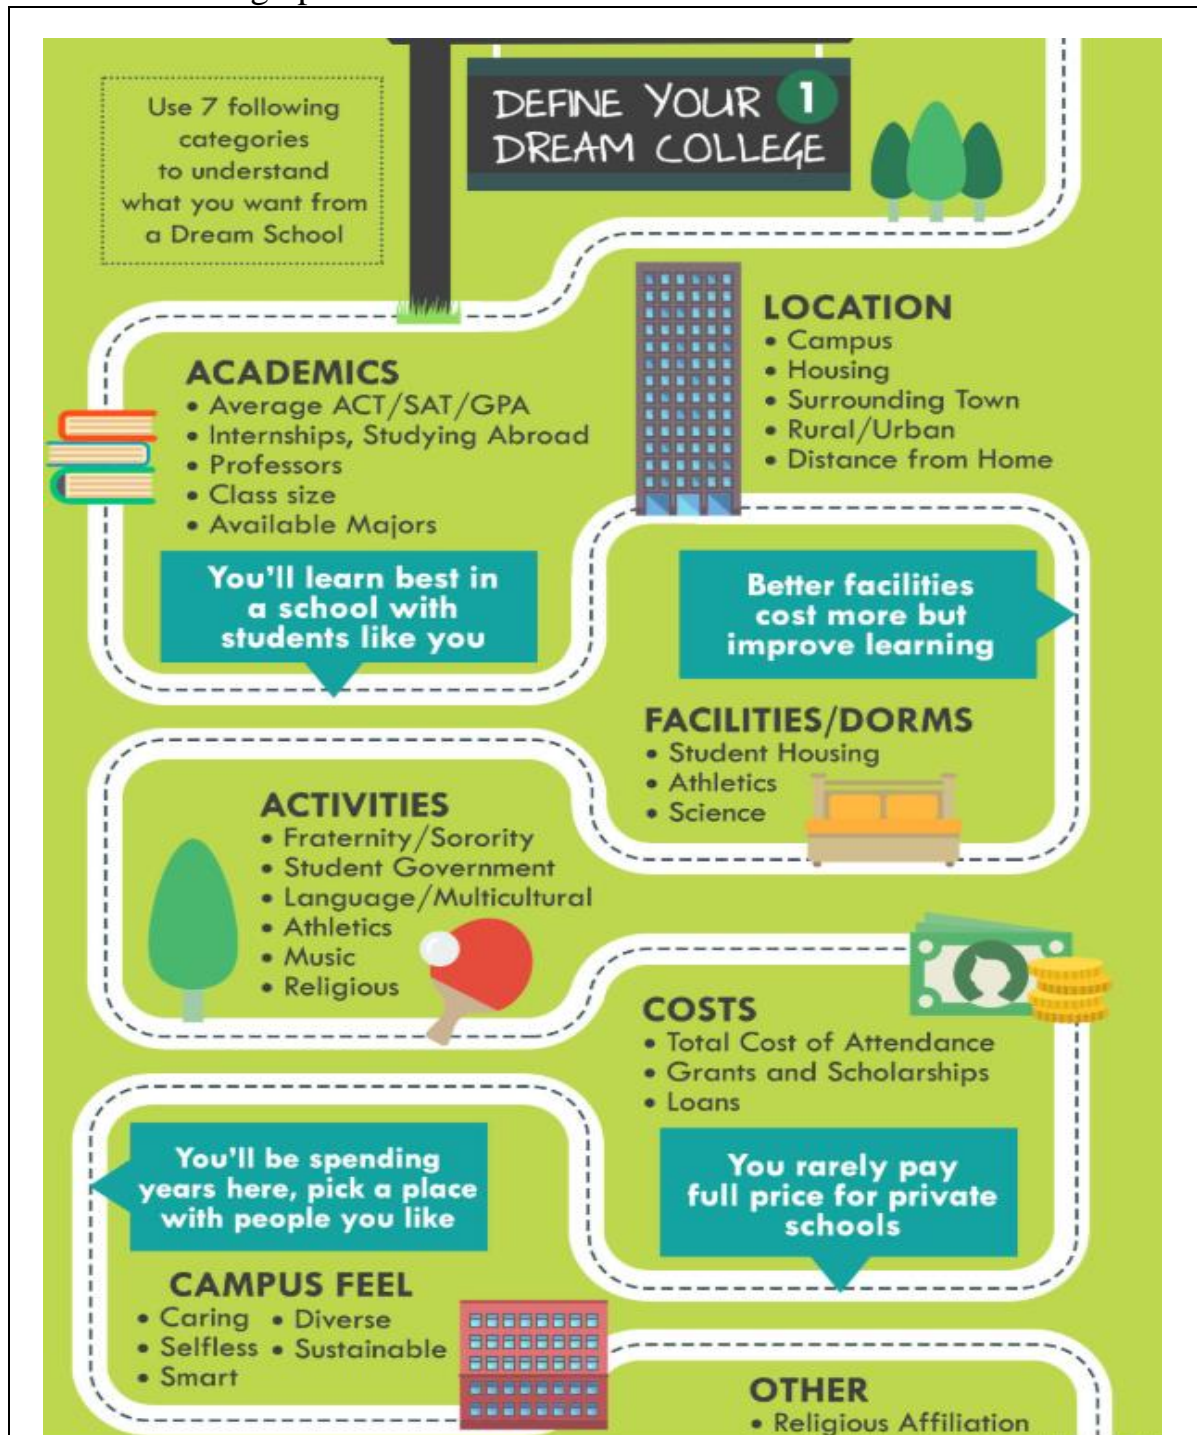 Use 7 following
categories
to understand
what you want from
a Dream School
DEFINE YOUR 1
DREAM COLLEGE
LOCATION
• Campus
• Housing
• Surrounding Town
• Rural/Urban
• Distance from Home
ACADEMICS
• Average ACT/SAT/GPA
• Internships, Studying Abroad
• Professors
• Class size
• Available Majors
You'll learn best in
a school with
students like you
Better facilities
cost more but
improve learning
FACILITIES/DORMS
• Student Housing
• Athletics
• Science
ACTIVITIES
• Fraternity/Sorority
• Student Government
• Language/Multicultural
• Athletics
• Music
• Religious
COSTS
• Total Cost of Attendance
• Grants and Scholarships
• Loans
You rarely pay
full price for private
schools
You'll be spending
years here, pick a place
with people you like
CAMPUS FEEL
• Caring • Diverse
• Selfless • Sustainable
• Smart
OTHER
• Religious Affiliation